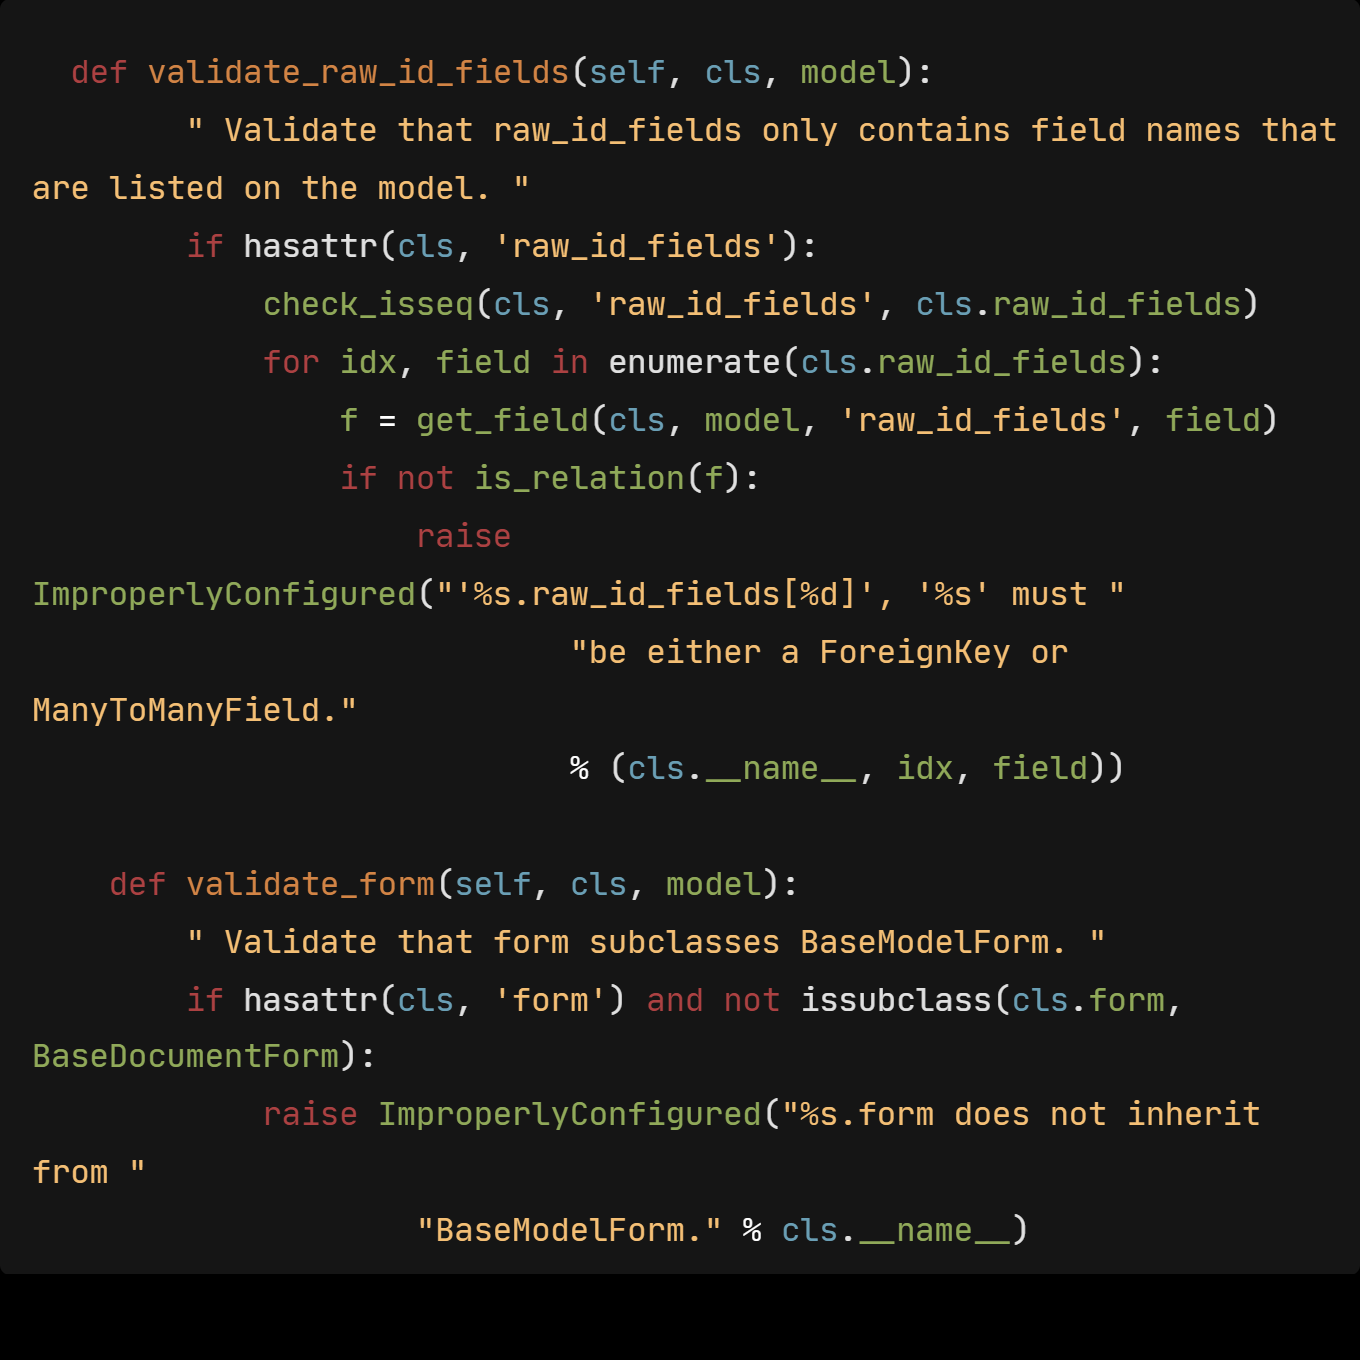 def validate_raw_id_fields(self, cls, model):
" Validate that raw_id_fields only contains field names that
are listed on the model. "
if hasattr(cls, 'raw_id_fields'):
check_isseq(cls, 'raw_id_fields', cls.raw_id_fields)
for idx, field in enumerate(cls.raw_id_fields):
f = get_field(cls, model, 'raw_id_fields', field)
if not is_relation(f):
raise
ImproperlyConfigured("'%s.raw_id_fields[%d]', '%s' must "
"be either a ForeignKey or
ManyToManyField."
% (cls.__name__, idx, field))
def validate_form(self, cls, model):
" Validate that form subclasses BaseModelForm. "
if hasattr(cls, 'form') and not issubclass(cls.form,
BaseDocumentForm):
raise ImproperlyConfigured("%s.form does not inherit
from "
"BaseModelForm." % cls.__name__)